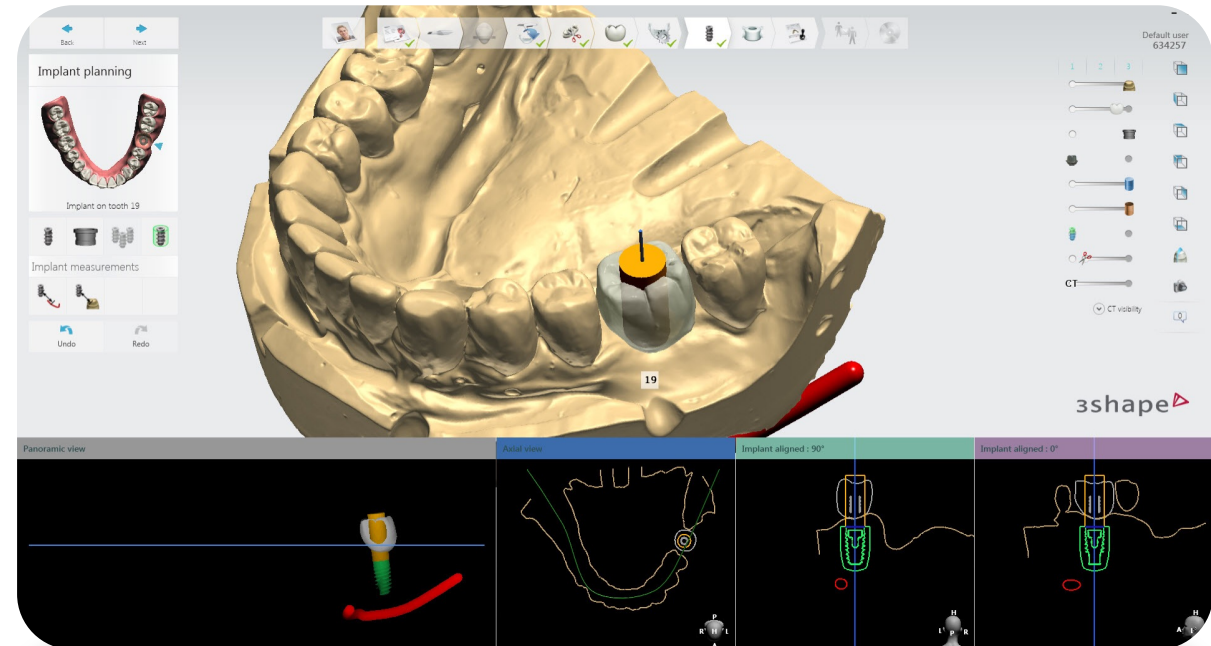 Back
Next
Default user
634257
Implant planning
1 2 3
Implant on tooth 19
Implant measurements
CT
CT visibility
Undo
Redo
19
3shape
Panoramic view
Axial view
Implant aligned : 90°
Implant aligned : 0°
P
R H L
A
H
L P R
H
A L